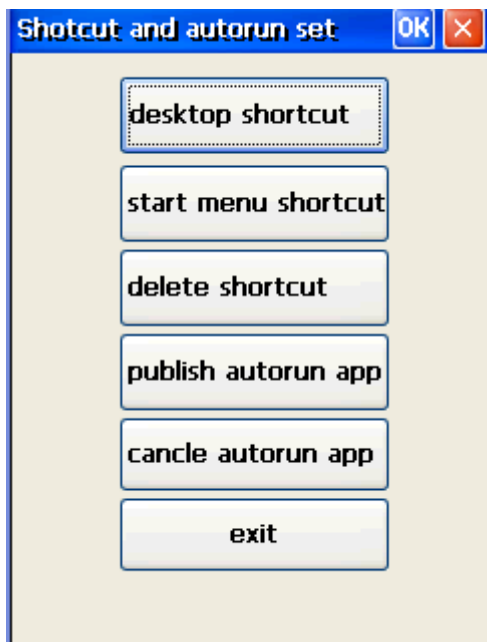 Shotcut and autorun set OK
desktop shortcut
start menu shortcut
delete shortcut
publish autorun app
cancle autorun app
exit